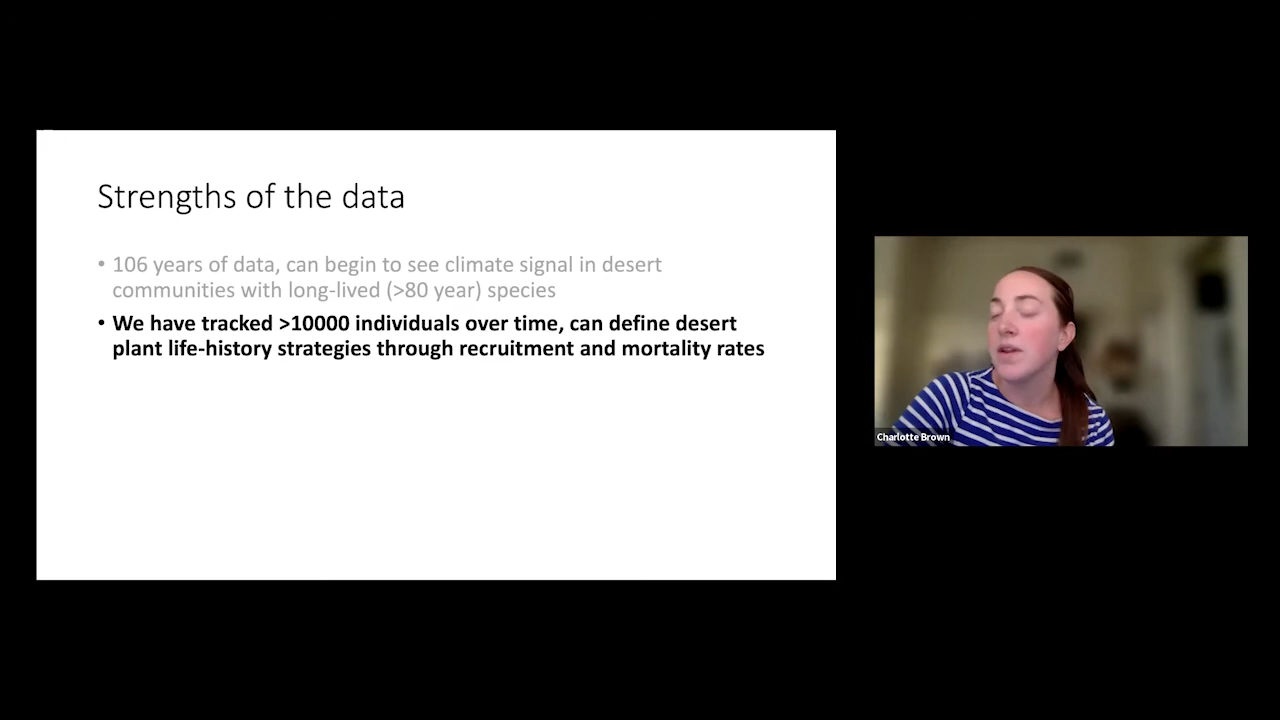 Strengths of the data
• 106 years of data, can begin to see climate signal in desert
communities with long-lived (>80 year) species
• We have tracked >10000 individuals over time, can define desert
plant life-history strategies through recruitment and mortality rates
Charlotte Brown